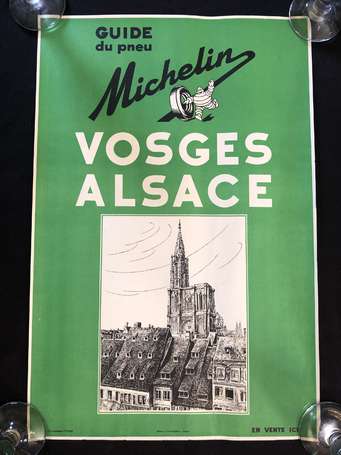 GUIDE
du pneu
Michelin
VOSGES
ALSACE
EN VENTE ICI